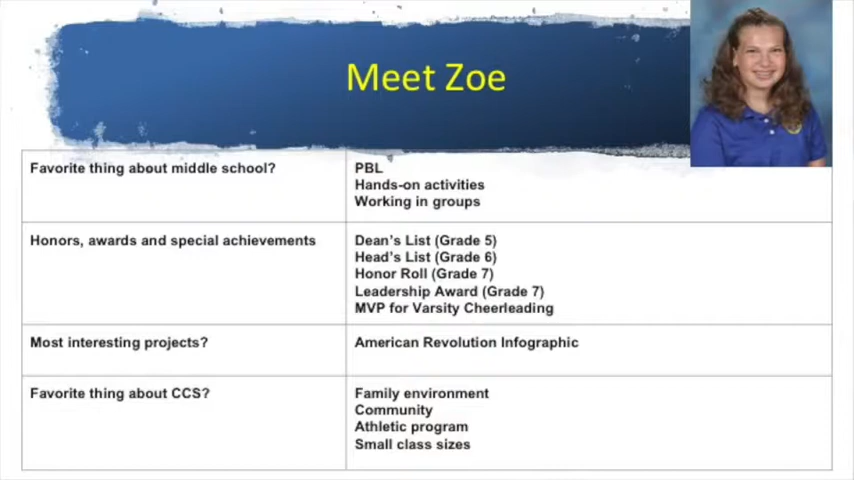 Meet Zoe
Favorite thing about middle school?
PBL
Hands-on activities
Working in groups
Honors, awards and special achievements
Dean's List (Grade 5)
Head's List (Grade 6)
Honor Roll (Grade 7)
Leadership Award (Grade 7)
MVP for Varsity Cheerleading
Most interesting projects?
American Revolution Infographic
Favorite thing about CCS?
Family environment
Community
Athletic program
Small class sizes